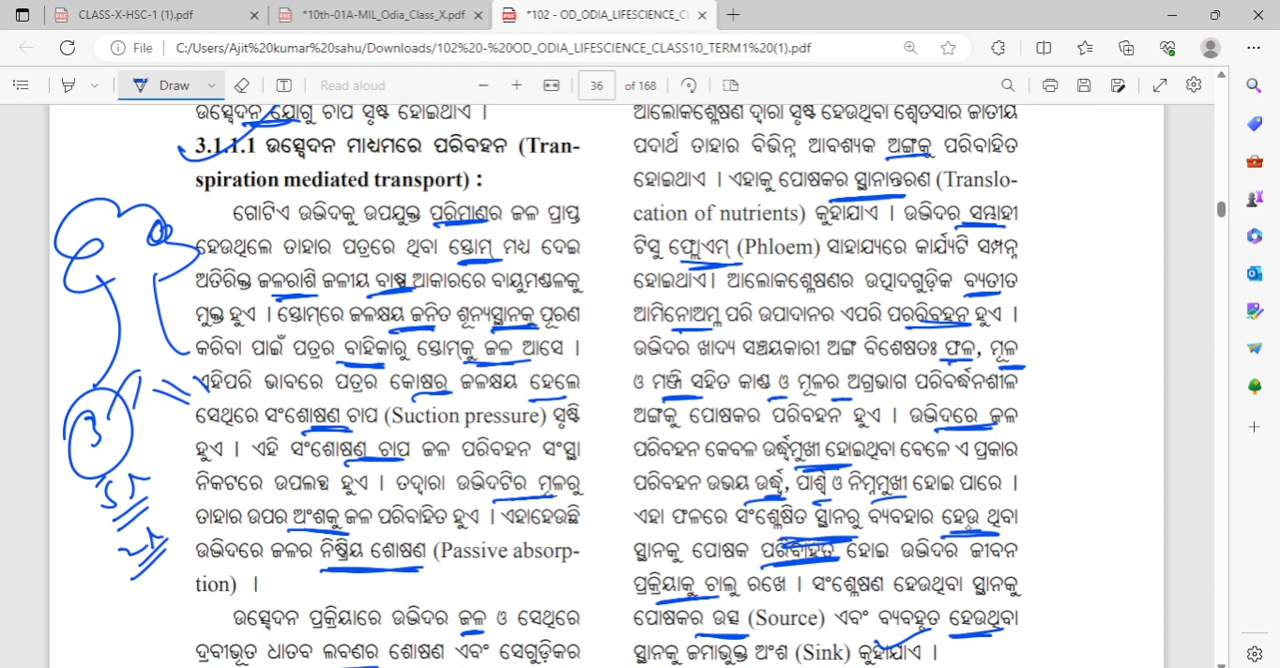 CLASS-X-HSC-1 (1).pdf
*10th-01A-MIL_Odia_Class_X.pdf
*102 - OD_ODIA_LIFESCIENCE_CL
File
C:/Users/Ajit%20kumar%20sahu/Downloads/102%20-%20OD_ODIA_LIFESCIENCE_CLASS10_TERM1%20(1).pdf
Draw
Read aloud
36 of 168
ଉତ୍ସ୍ବେଦନ ଯୋଗୁ ଚାପ ସୃଷ୍ଟି ହୋଇଥାଏ ।
3.1.1.1 ଉତ୍ସ୍ବେଦନ ମାଧ୍ୟମରେ ପରିବହନ (Tran-
spiration mediated transport) :
ଗୋଟିଏ ଉଦ୍ଭିଦକୁ ଉପଯୁକ୍ତ ପରିମାଣର ଜଳ ପ୍ରାପ୍ତ
ହେଉଥିଲେ ତାହାର ପତ୍ରରେ ଥିବା ସ୍ତୋମ୍ ମଧ୍ୟ ଦେଇ
ଅତିରିକ୍ତ ଜଳରାଶି ଜଳୀୟ ବାଷ୍ପ ଆକାରରେ ବାୟୁମଣ୍ଡଳକୁ
ମୁକ୍ତ ହୁଏ । ସ୍ତୋମ୍‌ରେ ଜଳକ୍ଷୟ ଜନିତ ଶୂନ୍ୟସ୍ଥାନକୁ ପୂରଣ
କରିବା ପାଇଁ ପତ୍ରର ବାହିକାରୁ ସ୍ତୋମ୍‌କୁ ଜଳ ଆସେ ।
ଏହିପରି ଭାବରେ ପତ୍ରର କୋଷର ଜଳକ୍ଷୟ ହେଲେ
ସେଥିରେ ସଂଶୋଷଣ ଚାପ (Suction pressure) ସୃଷ୍ଟି
ହୁଏ । ଏହି ସଂଶୋଷଣ ଚାପ ଜଳ ପରିବହନ ସଂସ୍ଥା
ନିକଟରେ ଉପଲବ୍ଧ ହୁଏ । ତଦ୍ୱାରା ଉଦ୍ଭିଦଟିର ମୂଳରୁ
ତାହାର ଉପର ଅଂଶକୁ ଜଳ ପରିବାହିତ ହୁଏ । ଏହାହେଉଛି
ଉଦ୍ଭିଦରେ ଜଳର ନିଷ୍କ୍ରିୟ ଶୋଷଣ (Passive absorp-
tion) ।
ଉତ୍ସ୍ବେଦନ ପ୍ରକ୍ରିୟାରେ ଉଦ୍ଭିଦର ଜଳ ଓ ସେଥିରେ
ଦ୍ରବୀଭୂତ ଧାତବ ଲବଣର ଶୋଷଣ ଏବଂ ସେଗୁଡ଼ିକର
3
ଆଲୋକଶ୍ଳେଷଣ ଦ୍ୱାରା ସୃଷ୍ଟ ହେଉଥିବା ଶ୍ୱେତସାର ଜାତୀୟ
ପଦାର୍ଥ ତାହାର ବିଭିନ୍ନ ଆବଶ୍ୟକ ଅଙ୍ଗକୁ ପରିବାହିତ
ହୋଇଥାଏ । ଏହାକୁ ପୋଷକର ସ୍ଥାନାନ୍ତରଣ (Translo-
cation of nutrients) କୁହାଯାଏ । ଉଦ୍ଭିଦର ସମ୍ବାହୀ
ଟିସୁ ଫ୍ଲୋଏମ୍ (Phloem) ସାହାଯ୍ୟରେ କାର୍ଯ୍ୟଟି ସମ୍ପନ୍ନ
ହୋଇଥାଏ। ଆଲୋକଶ୍ଳେଷଣର ଉତ୍ପାଦଗୁଡ଼ିକ ବ୍ୟତୀତ
ଆମିନୋଅମ୍ଳ ପରି ଉପାଦାନର ଏପରି ପରରିବହନ ହୁଏ ।
ଉଦ୍ଭିଦର ଖାଦ୍ୟ ସଞ୍ଚୟକାରୀ ଅଙ୍ଗ ବିଶେଷତଃ ଫଳ, ମୂଳ
ଓ ମଞ୍ଜି ସହିତ କାଣ୍ଡ ଓ ମୂଳର ଅଗ୍ରଭାଗ ପରିବର୍ଦ୍ଧନଶୀଳ
ଅଙ୍ଗକୁ ପୋଷକର ପରିବହନ ହୁଏ । ଉଦ୍ଭିଦରେ ଜଳ
ପରିବହନ କେବଳ ଉର୍ଦ୍ଧ୍ୱମୁଖୀ ହୋଇଥିବା ବେଳେ ଏ ପ୍ରକାର
ପରିବହନ ଉଭୟ ଉର୍ଦ୍ଧ୍ୱ, ପାର୍ଶ୍ୱ ଓ ନିମ୍ନମୁଖୀ ହୋଇ ପାରେ ।
ଏହା ଫଳରେ ସଂଶ୍ଳେଷିତ ସ୍ଥାନରୁ ବ୍ୟବହାର ହେଉ ଥିବା
ସ୍ଥାନକୁ ପୋଷକ ପରିବାହିତ ହୋଇ ଉଦ୍ଭିଦର ଜୀବନ
ପ୍ରକ୍ରିୟାକୁ ଚାଲୁ ରଖେ । ସଂଶ୍ଳେଷଣ ହେଉଥିବା ସ୍ଥାନକୁ
ପୋଷକର ଉତ୍ସ (Source) ଏବଂ ବ୍ୟବହୃତ ହେଉଥିବା
ସ୍ଥାନକୁ ଜମାଭୁକ୍ତ ଅଂଶ (Sink) କୁହାଯାଏ ।